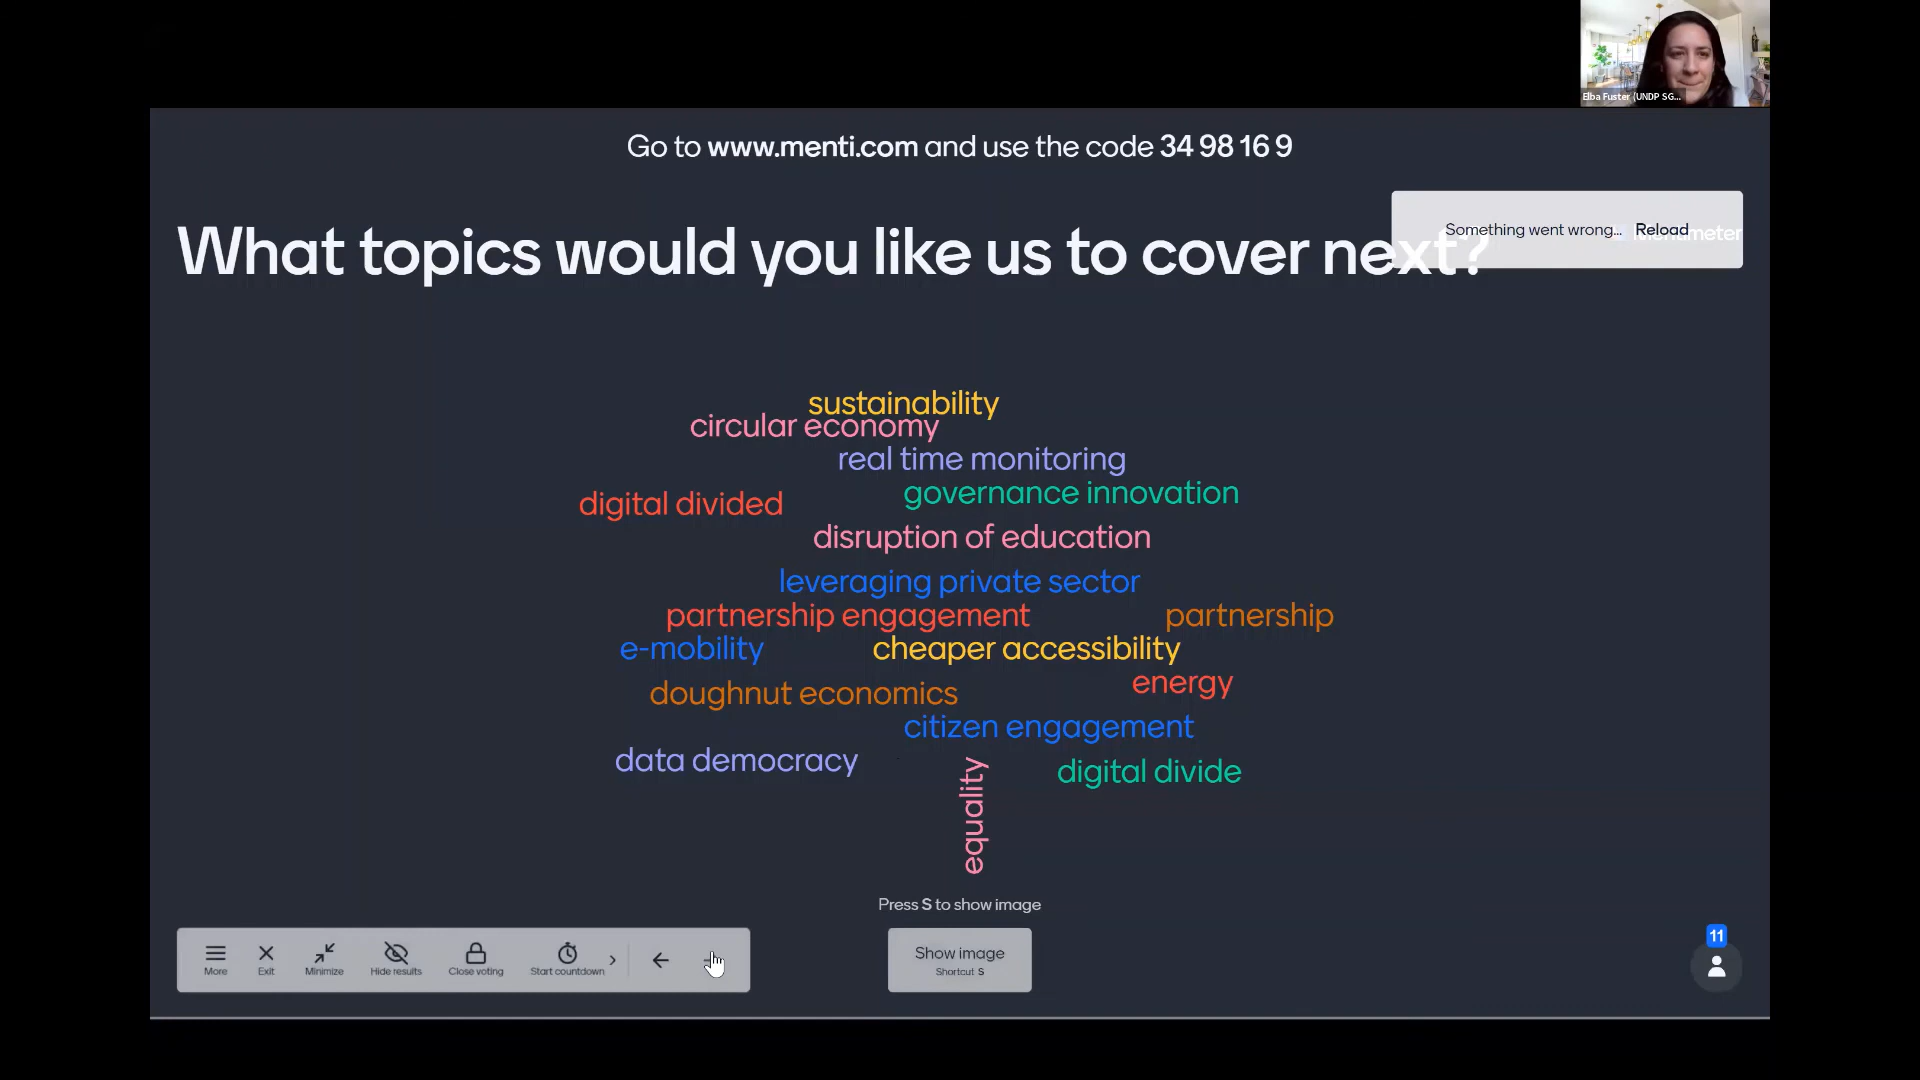 Elba Fuster (UNDP SG...
Go to www.menti.com and use the code 34 98 16 9
Something went wrong... Reload
What topics would you like us to cover next?
sustainability
circular economy
real time monitoring
governance innovation
digital divided
disruption of education
leveraging private sector
partnership engagement
partnership
e-mobility
cheaper accessibility
energy
doughnut economics
citizen engagement
data democracy
digital divide
equality
Press S to show image
More
Exit
Minimize
Hide results
Close voting
Start countdown
Show image
Shortcut S
11